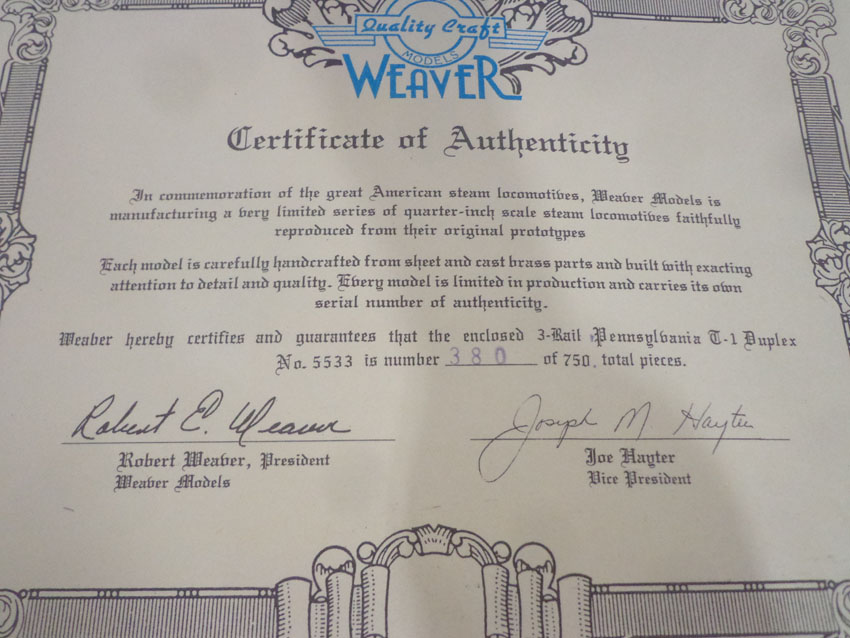 Quality Craft
MODELS
WEAVER
Certificate of Authenticity
In commemoration of the great American steam locomotives, Weaver Models is
manufacturing a very limited series of quarter-inch scale steam locomotives faithfully
reproduced from their original prototypes
Each model is carefully handcrafted from sheet and cast brass parts and built with exacting
attention to detail and quality. Every model is limited in production and carries its own
serial number of authenticity.
Weaver hereby certifies and guarantees that the enclosed 3-Rail Pennsylvania T-1 Duplex
No. 5533 is number 380 of 750, total pieces.
Robert E. Weaver
Joseph M. Hayter
Robert Weaver, President
Weaver Models
Joe Hayter
Vice President